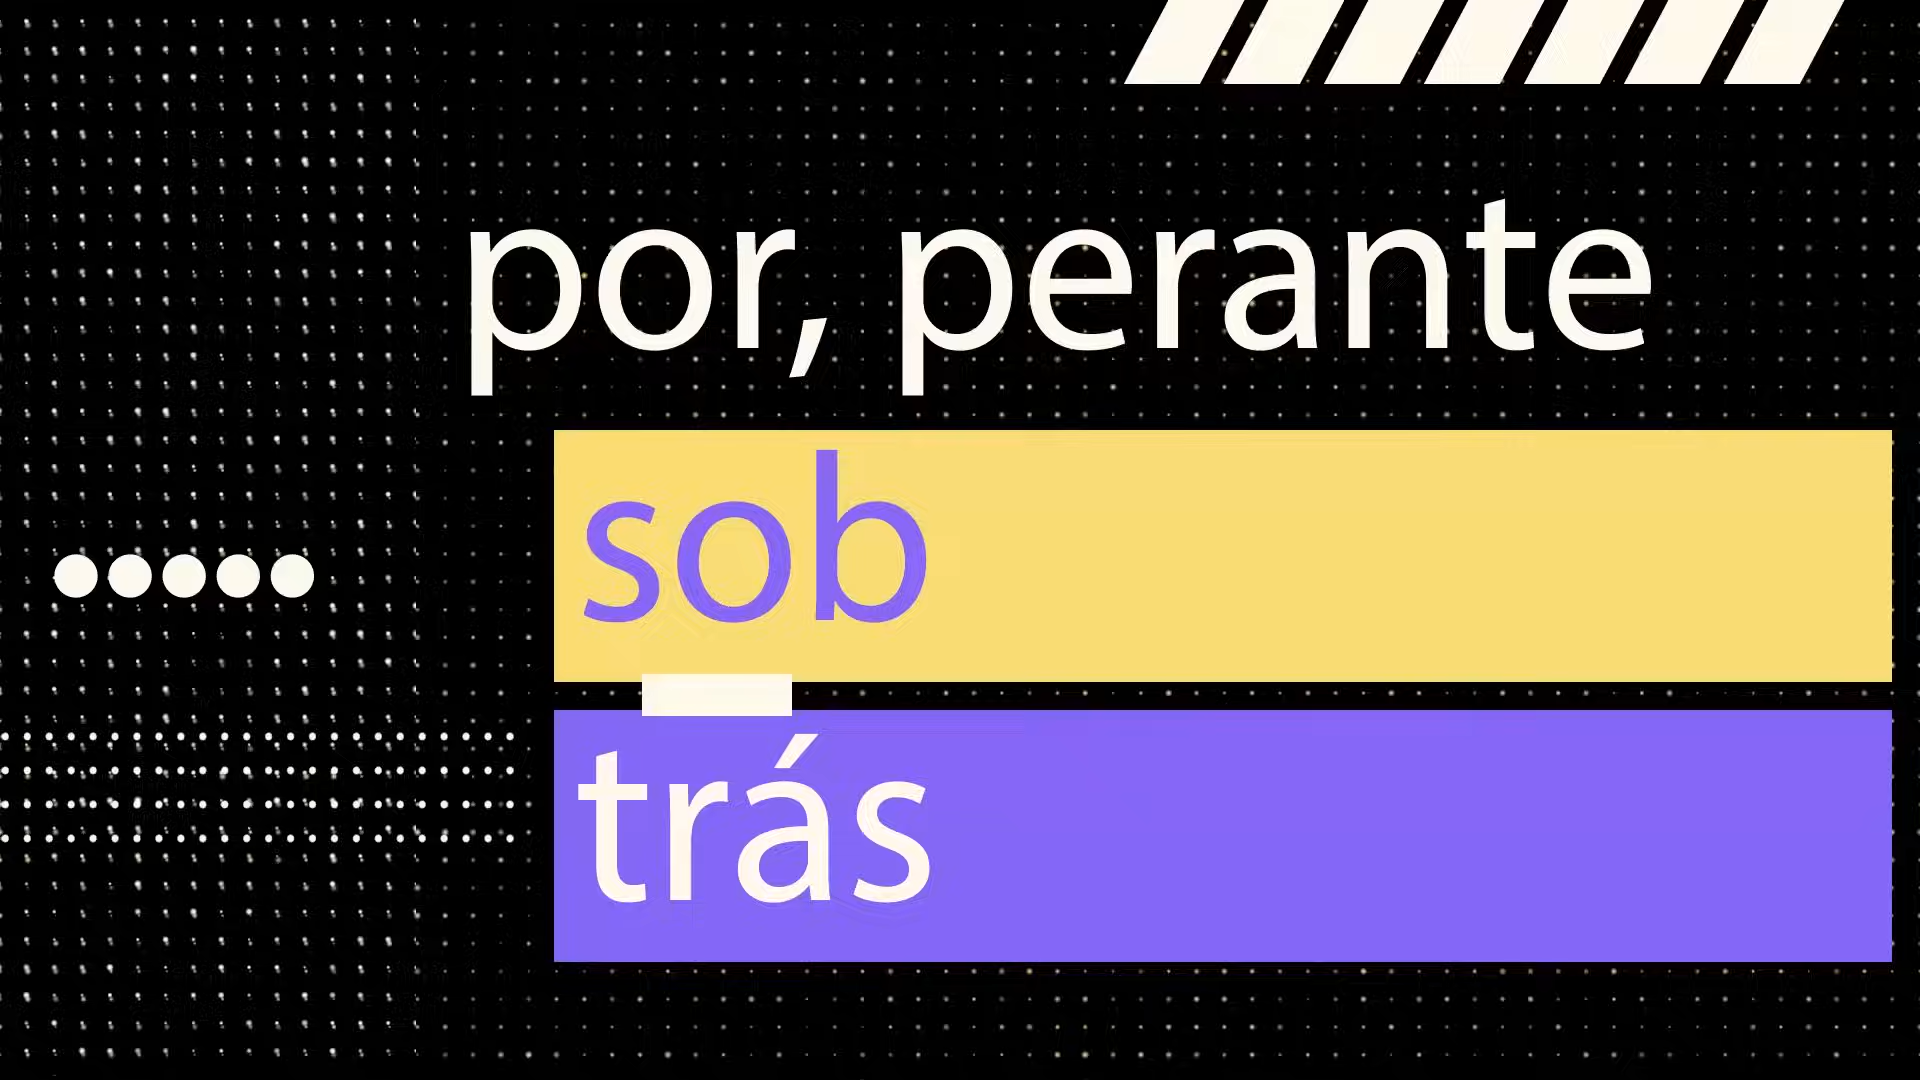 por, perante
sob
trás